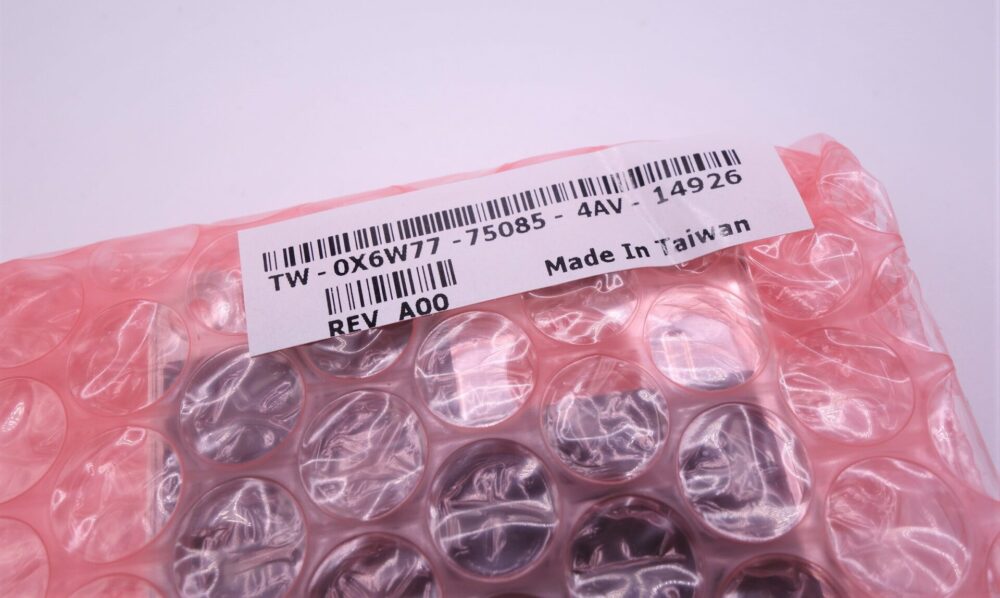 TW - 0X6W77 - 75085 - 4AV - 14926
REV A00
Made In Taiwan